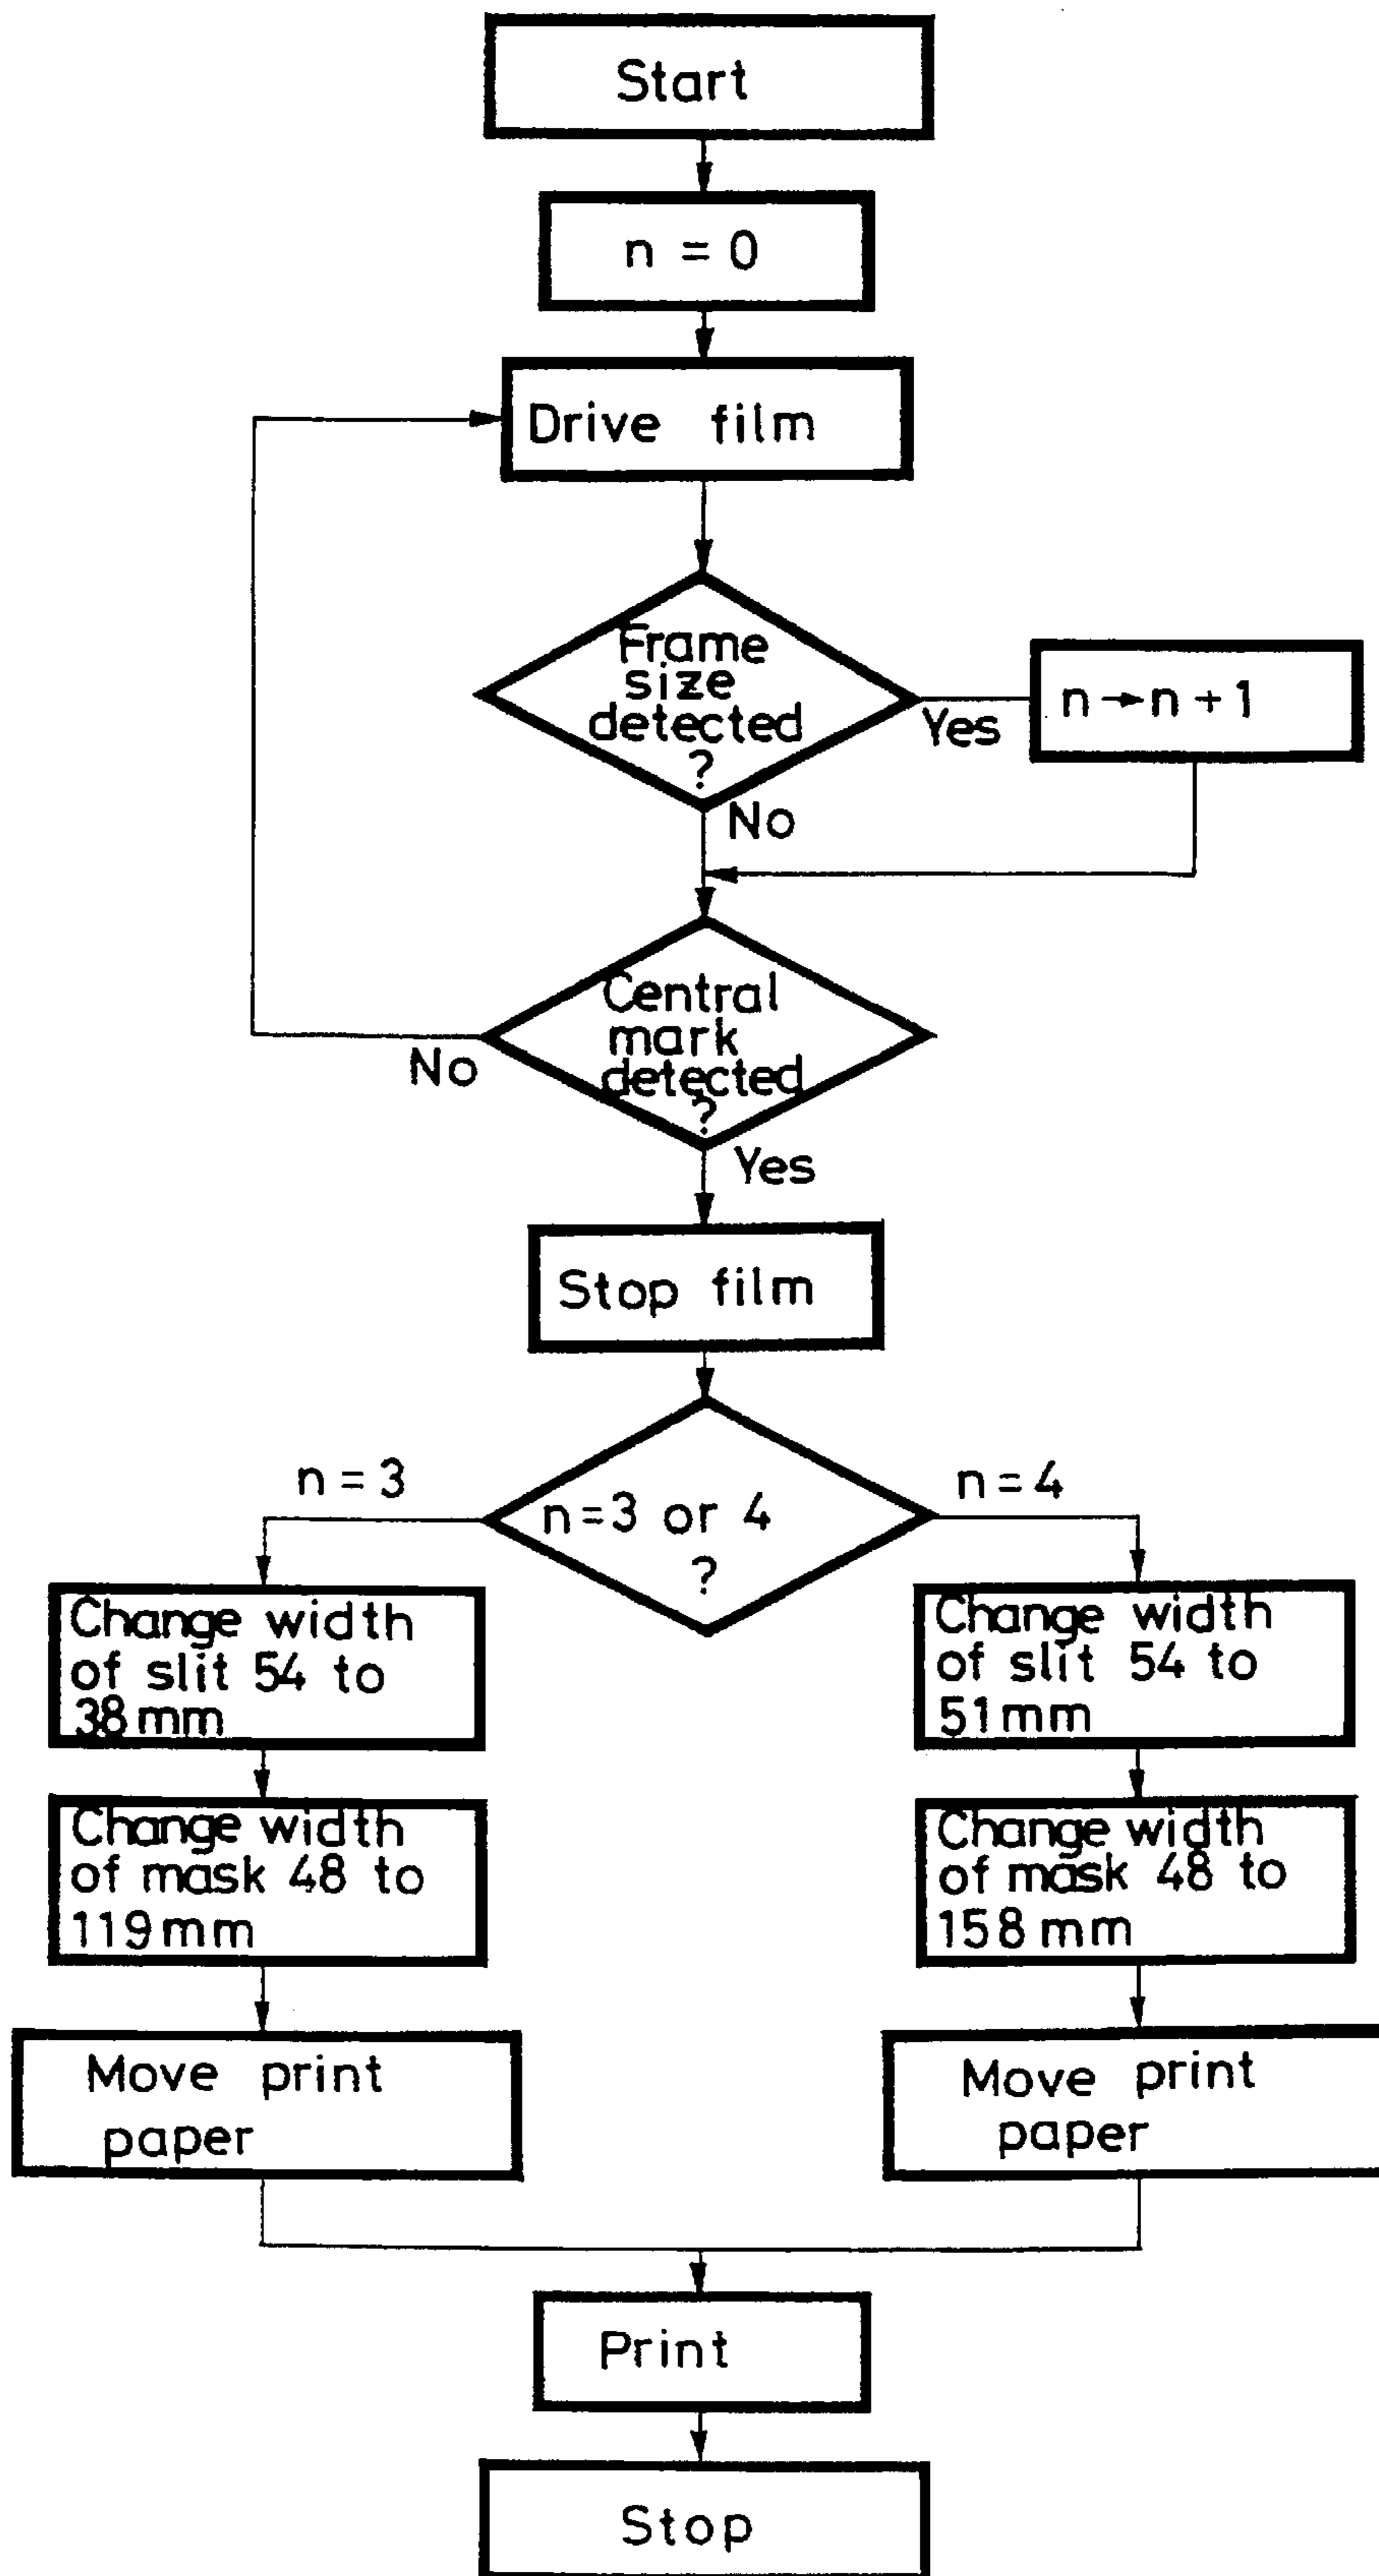 Start
n = 0
Drive film
Frame
size
detected
?
Yes
n → n + 1
No
Central
mark
detected
?
No
Yes
Stop film
n = 3
n = 3 or 4
?
n = 4
Change width
of slit 54 to
38 mm
Change width
of slit 54 to
51 mm
Change width
of mask 48 to
119 mm
Change width
of mask 48 to
158 mm
Move print
paper
Move print
paper
Print
Stop